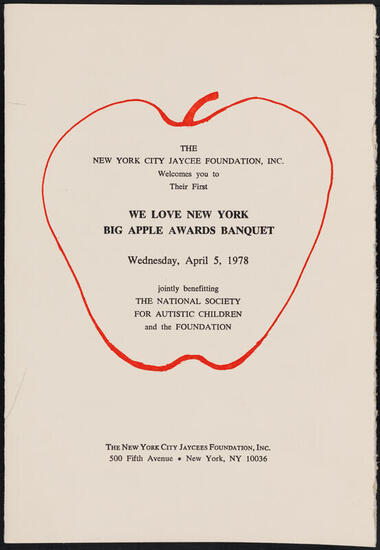 THE
NEW YORK CITY JAYCEE FOUNDATION, INC.
Welcomes you to
Their First
WE LOVE NEW YORK
BIG APPLE AWARDS BANQUET
Wednesday, April 5, 1978
jointly benefitting
THE NATIONAL SOCIETY
FOR AUTISTIC CHILDREN
and the FOUNDATION
THE NEW YORK CITY JAYCEES FOUNDATION, INC.
500 Fifth Avenue • New York, NY 10036